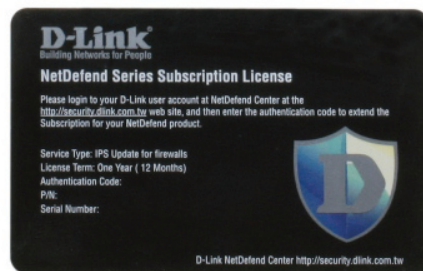 D-Link
Building Networks for People
NetDefend Series Subscription License
Please login to your D-Link user account at NetDefend Center at the
http://security.dlink.com.tw web site, and then enter the authentication code to extend the
Subscription for your NetDefend product.
Service Type: IPS Update for firewalls
License Term: One Year ( 12 Months)
Authentication Code:
P/N:
Serial Number:
D
D-Link NetDefend Center http://security.dlink.com.tw